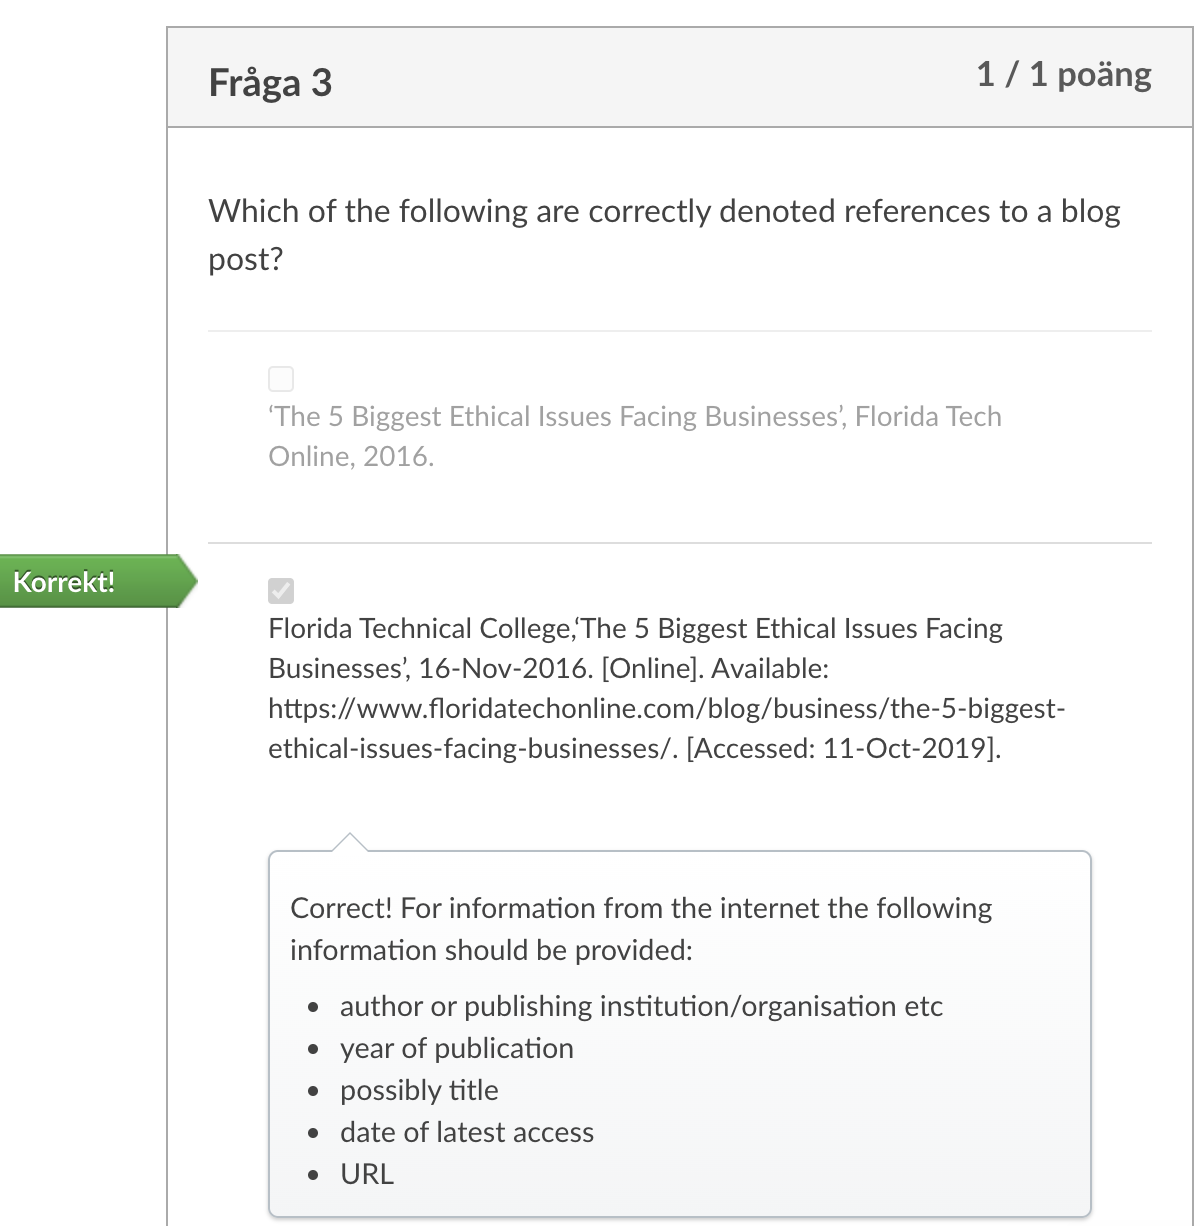 Fråga 3
1 / 1 poäng
Which of the following are correctly denoted references to a blog
post?
‘The 5 Biggest Ethical Issues Facing Businesses’, Florida Tech
Online, 2016.
Korrekt!
Florida Technical College,‘The 5 Biggest Ethical Issues Facing
Businesses’, 16-Nov-2016. [Online]. Available:
https://www.floridatechonline.com/blog/business/the-5-biggest-
ethical-issues-facing-businesses/. [Accessed: 11-Oct-2019].
Correct! For information from the internet the following
information should be provided:
• author or publishing institution/organisation etc
• year of publication
• possibly title
• date of latest access
• URL